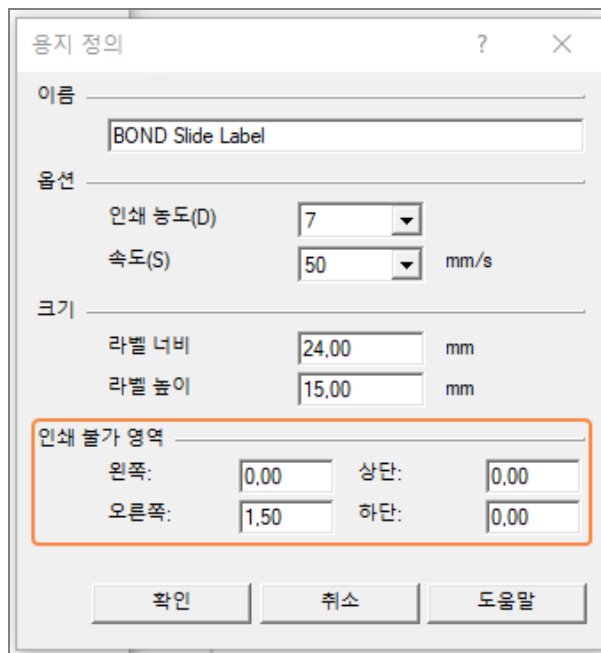 용지 정의 ? ×
이름
BOND Slide Label
옵션
인쇄 농도(D) 7
속도(S) 50 mm/s
크기
라벨 너비 24,00 mm
라벨 높이 15,00 mm
인쇄 불가 영역
왼쪽: 0,00 상단: 0,00
오른쪽: 1,50 하단: 0,00
확인 취소 도움말